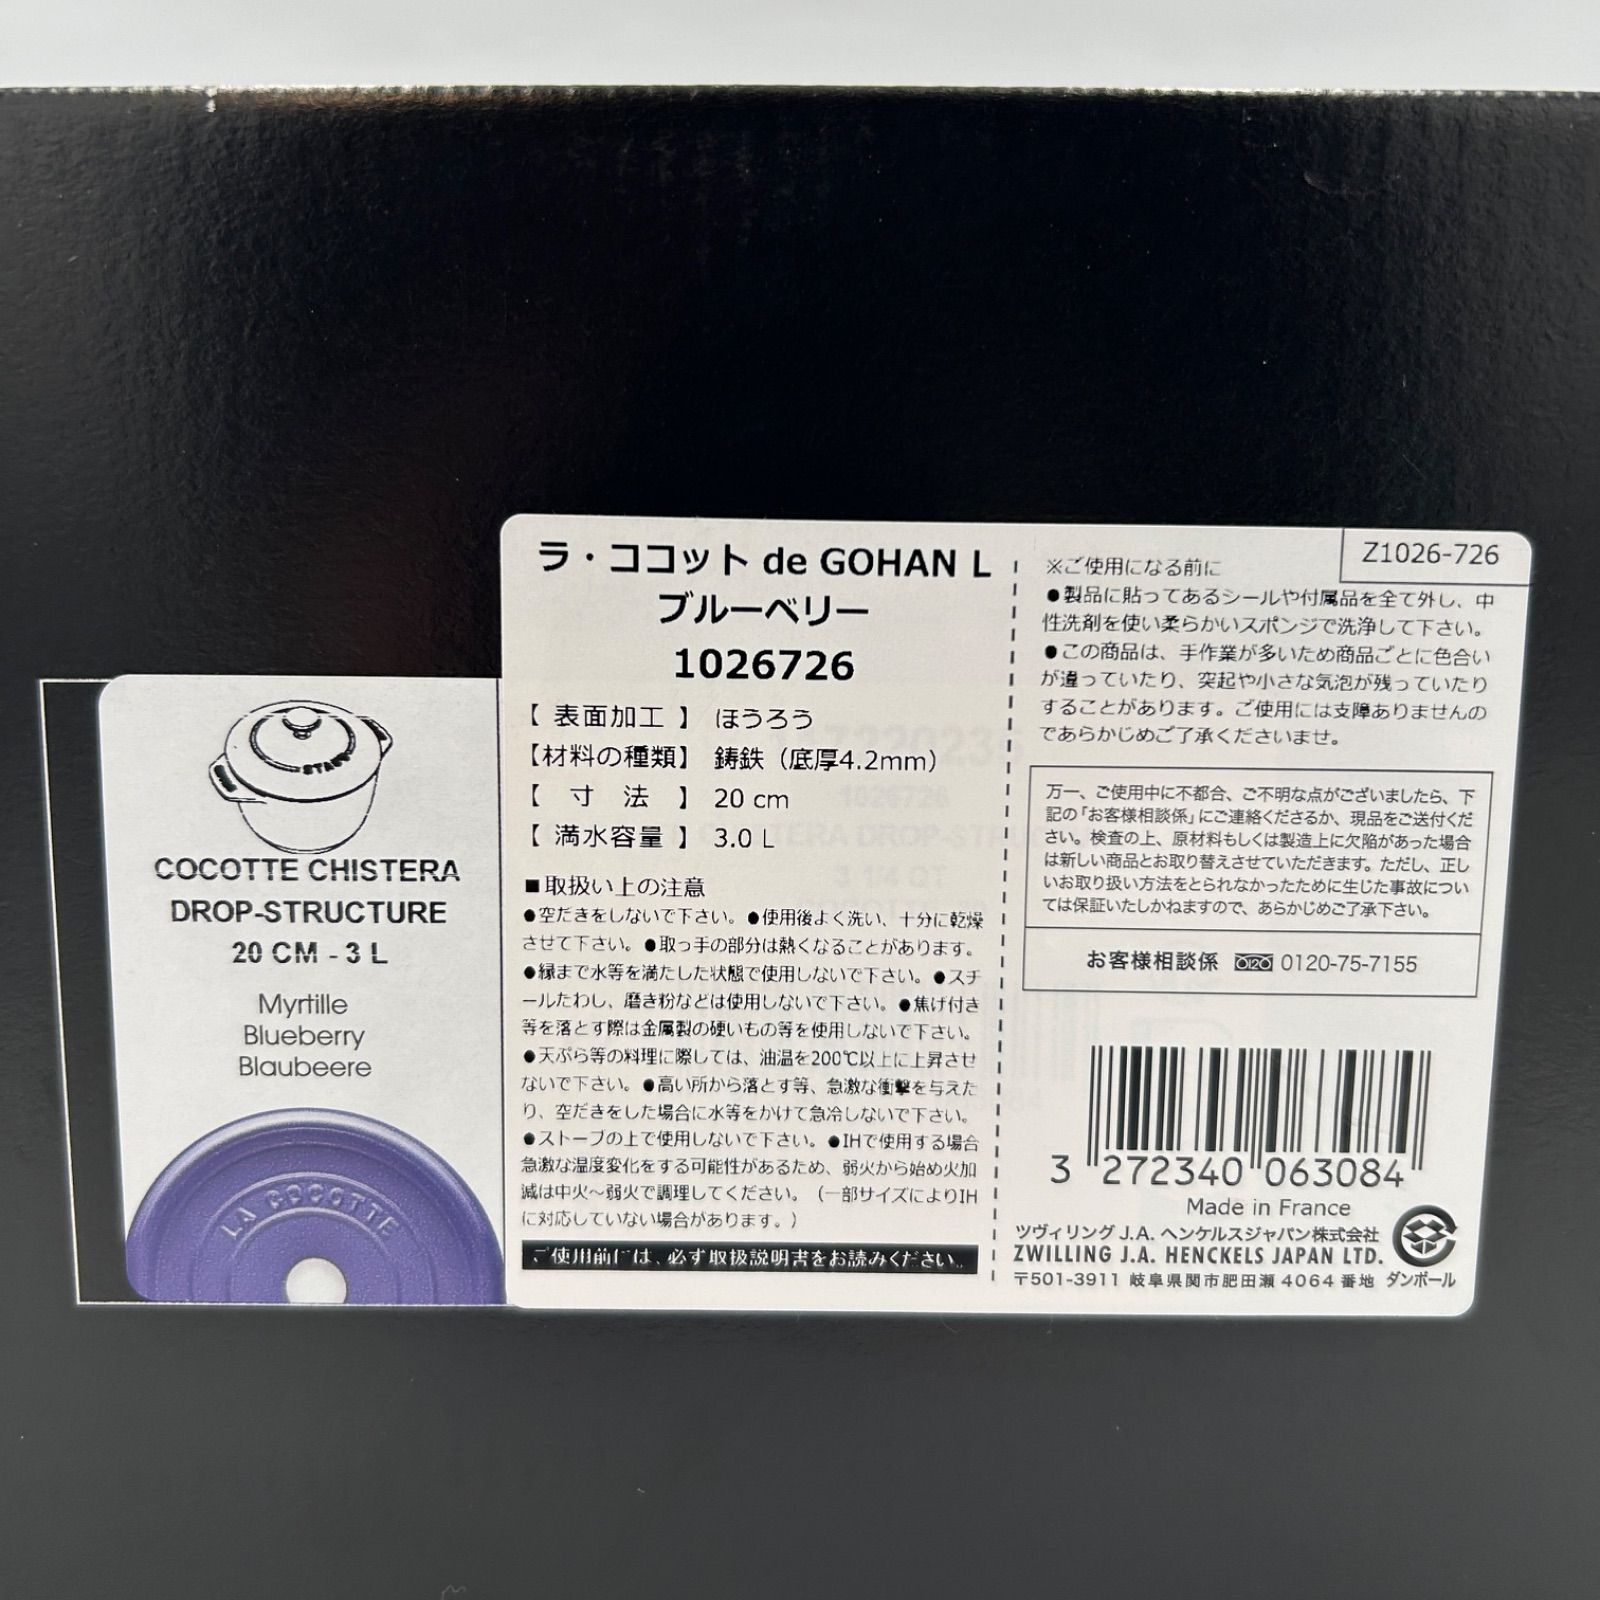 STAUB
COCOTTE CHISTERA
DROP-STRUCTURE
20 CM - 3 L
Myrtille
Blueberry
Blaubeere
LA COCOTTE
ラ・ココット de GOHAN L
ブルーベリー
1026726
【 表面加工 】 ほうろう
【材料の種類】 鋳鉄（底厚4.2mm）
【 寸 法 】 20 cm
【 満水容量 】 3.0 L
■取扱い上の注意
●空だきをしないで下さい。●使用後よく洗い、十分に乾燥
させて下さい。●取っ手の部分は熱くなることがあります。
●縁まで水等を満たした状態で使用しないで下さい。●スチ
ールたわし、磨き粉などは使用しないで下さい。●焦げ付き
等を落とす際は金属製の硬いもの等を使用しないで下さい。
●天ぷら等の料理に際しては、油温を200℃以上に上昇させ
ないで下さい。●高い所から落とす等、急激な衝撃を与えた
り、空だきをした場合に水等をかけて急冷しないで下さい。
●ストーブの上で使用しないで下さい。●IHで使用する場合
急激な温度変化をする可能性があるため、弱火から始め火加
減は中火～弱火で調理してください。（一部サイズによりIH
に対応していない場合があります。）
ご使用前には、必ず取扱説明書をお読みください。
Z1026-726
※ご使用になる前に
●製品に貼ってあるシールや付属品を全て外し、中
性洗剤を使い柔らかいスポンジで洗浄して下さい。
●この商品は、手作業が多いため商品ごとに色合い
が違っていたり、突起や小さな気泡が残っていたり
することがあります。ご使用には支障ありませんの
であらかじめご了承くださいませ。
万一、ご使用中に不都合、ご不明な点がございましたら、下
記の「お客様相談係」にご連絡くださるか、現品をご送付くだ
さい。検査の上、原材料もしくは製造上に欠陥があった場合
は新しい商品とお取り替えさせていただきます。ただし、正し
いお取り扱い方法をとられなかったために生じた事故につい
ては保証いたしかねますので、あらかじめご了承下さい。
お客様相談係 0120-75-7155
3 272340 063084
Made in France
ツヴィリング J.A. ヘンケルスジャパン株式会社
ZWILLING J.A. HENCKELS JAPAN LTD.
〒501-3911 岐阜県関市肥田瀬 4064 番地 ダンボール